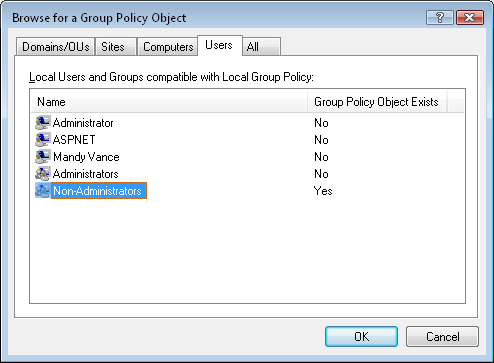 Browse for a Group Policy Object
Domains/OUs Sites Computers Users All
Local Users and Groups compatible with Local Group Policy:
Name Group Policy Object Exists
Administrator No
ASPNET No
Mandy Vance No
Administrators No
Non-Administrators Yes
OK Cancel